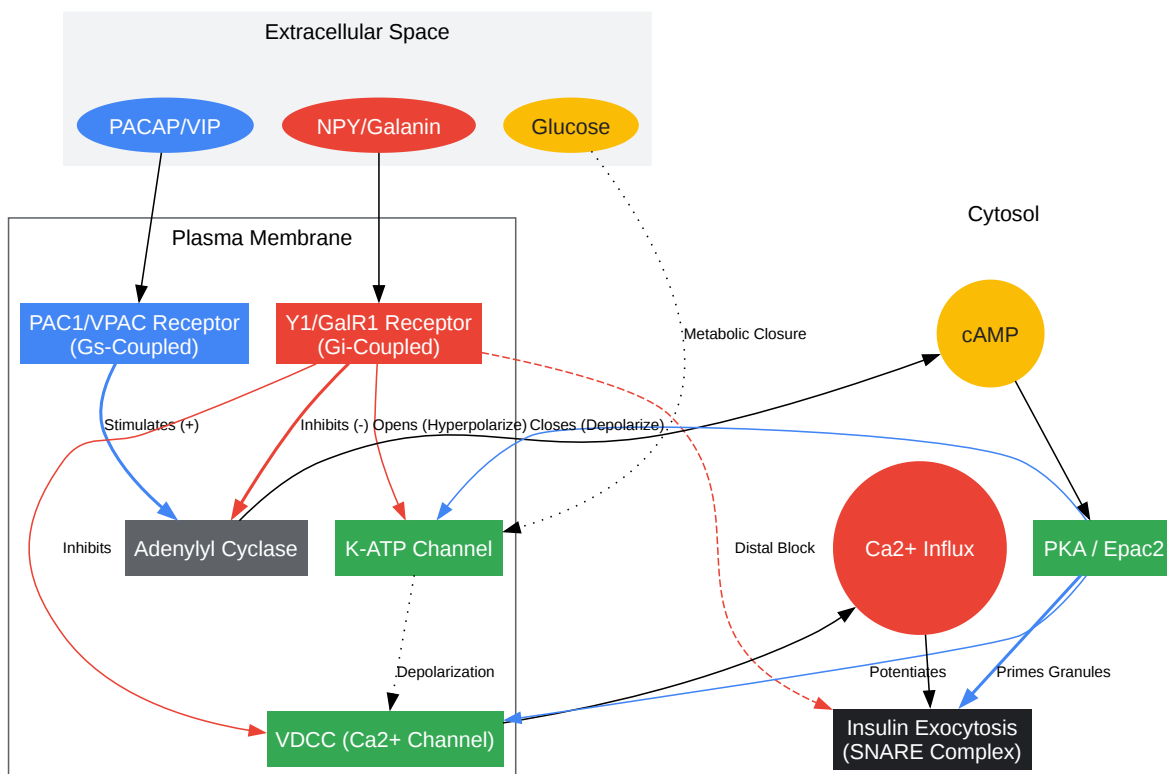 Extracellular Space
PACAP/VIP
NPY/Galanin
Glucose
Cytosol
Plasma Membrane
PAC1/VPAC Receptor
(Gs-Coupled)
Y1/GalR1 Receptor
(Gi-Coupled)
Metabolic Closure
cAMP
Stimulates (+)
Inhibits (-)
Opens (Hyperpolarize)
Closes (Depolarize)
Inhibits
Adenylyl Cyclase
K-ATP Channel
Distal Block
Ca2+ Influx
PKA / Epac2
Depolarization
Potentiates
Primes Granules
VDCC (Ca2+ Channel)
Insulin Exocytosis
(SNARE Complex)